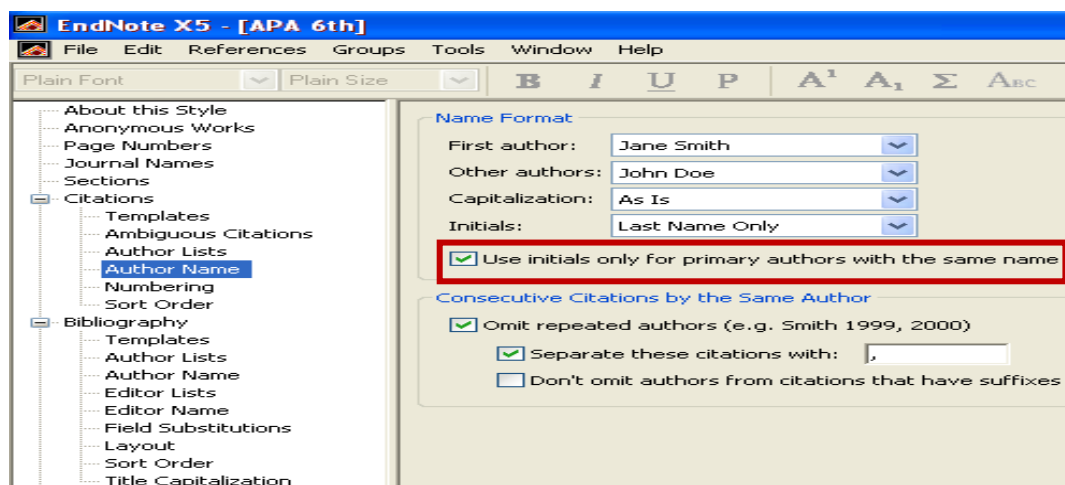 EndNote X5 - [APA 6th]
File Edit References Groups Tools Window Help
Plain Font Plain Size B I U P A¹ A₁ Σ ABC
About this Style
Anonymous Works
Page Numbers
Journal Names
Sections
Citations
Templates
Ambiguous Citations
Author Lists
Author Name
Numbering
Sort Order
Bibliography
Templates
Author Lists
Author Name
Editor Lists
Editor Name
Field Substitutions
Layout
Sort Order
Title Capitalization
Name Format
First author: Jane Smith
Other authors: John Doe
Capitalization: As Is
Initials: Last Name Only
Use initials only for primary authors with the same name
Consecutive Citations by the Same Author
Omit repeated authors (e.g. Smith 1999, 2000)
Separate these citations with: ,
Don't omit authors from citations that have suffixes